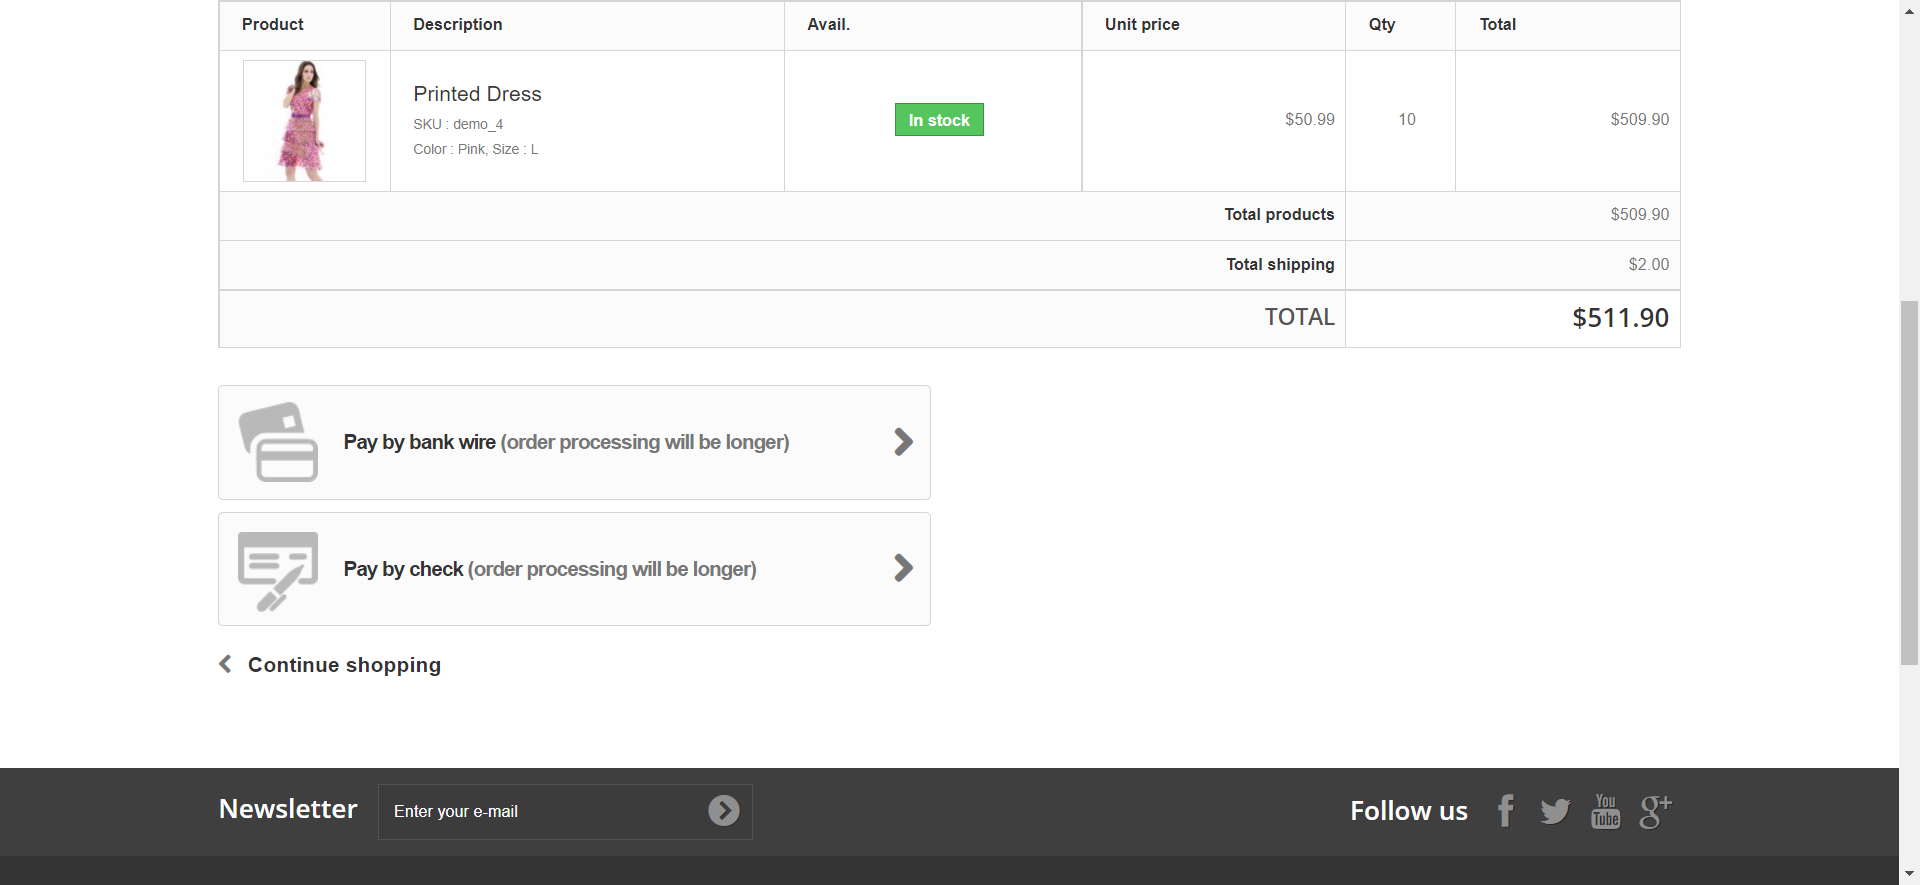 Product Description Avail. Unit price Qty Total
Printed Dress
SKU : demo_4
Color : Pink, Size : L
In stock
$50.99 10 $509.90
Total products $509.90
Total shipping $2.00
TOTAL $511.90
Pay by bank wire (order processing will be longer)
Pay by check (order processing will be longer)
Continue shopping
Newsletter Enter your e-mail Follow us
You
Tube
g+